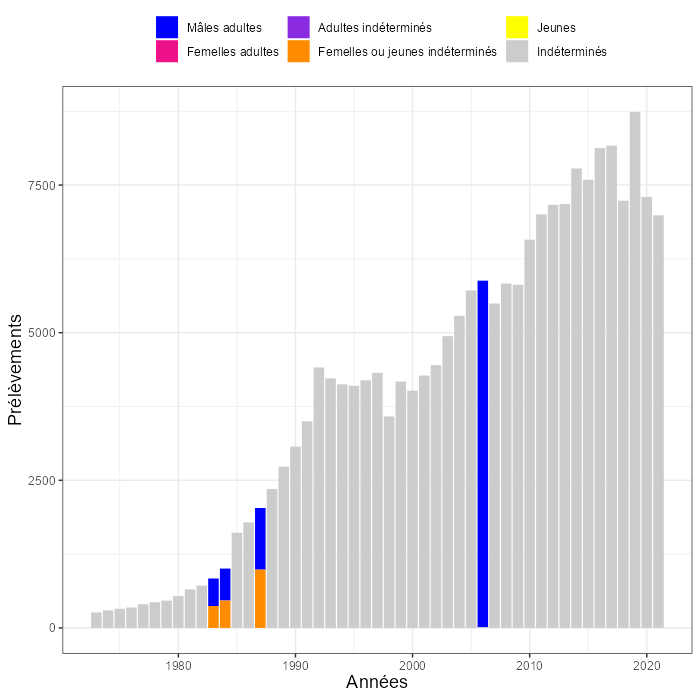 Mâles adultes
Adultes indéterminés
Jeunes
Femelles adultes
Femelles ou jeunes indéterminés
Indéterminés
7500
5000
2500
0
Prélèvements
1980
1990
2000
2010
2020
Années